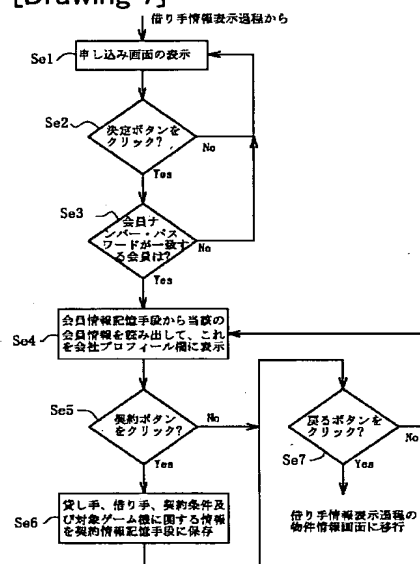 [Drawing 7]
借り手情報表示過程から
Se1
申し込み画面の表示
Se2
決定ボタンを
クリック?
No
Yes
Se3
会員ナ
ンバー・パス
ワードが一致す
る会員は?
No
Yes
Se4
会員情報記憶手段から当該の
会員情報を読み出して、これ
を会社プロフィール欄に表示
Se5
契約ボタン
をクリック?
No
Yes
戻るボタンを
クリック?
No
Se7
Yes
Se6
貸し手、借り手、契約条件及
び対象ゲーム機に関する情報
を契約情報記憶手段に保存
借り手情報表示過程の
物件情報画面に移行